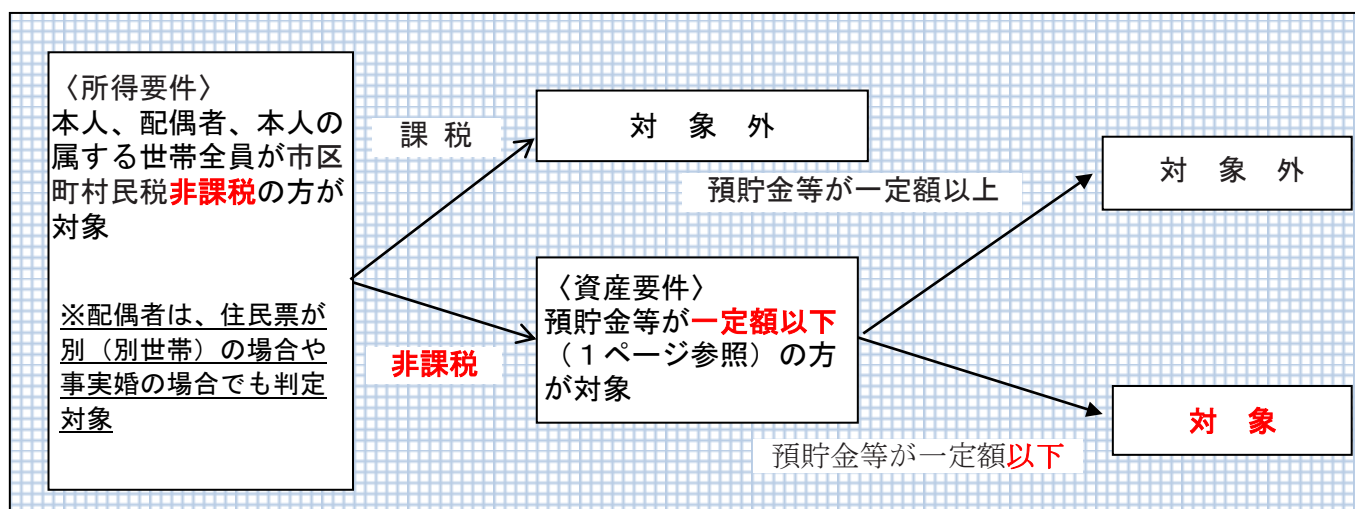 〈所得要件〉
本人、配偶者、本人の
属する世帯全員が市区
町村民税非課税の方が
対象
※配偶者は、住民票が
別（別世帯）の場合や
事実婚の場合でも判定
対象
課 税
対 象 外
非課税
〈資産要件〉
預貯金等が一定額以下
（１ページ参照）の方
が対象
預貯金等が一定額以上
対 象 外
預貯金等が一定額以下
対 象